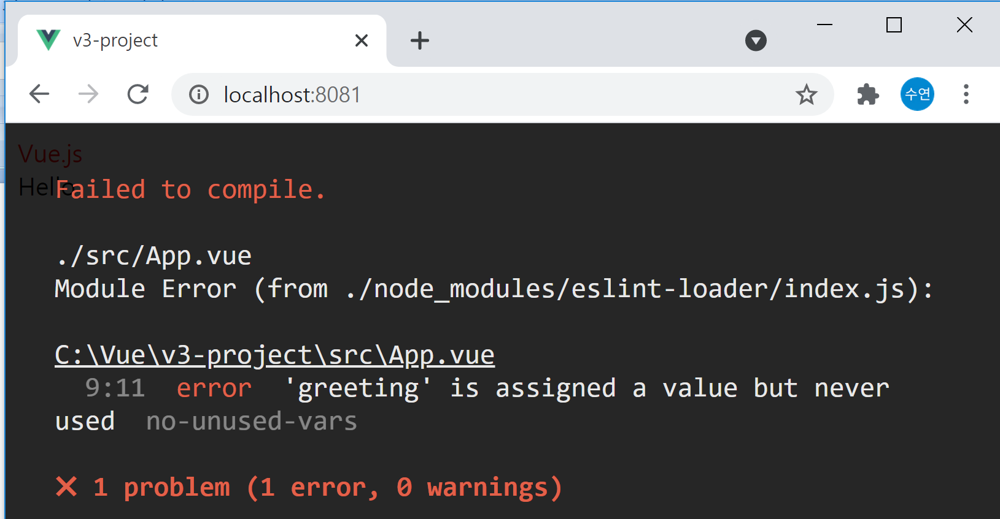 v3-project
localhost:8081
수연
Vue.js
Hello
Failed to compile.
./src/App.vue
Module Error (from ./node_modules/eslint-loader/index.js):
C:\Vue\v3-project\src\App.vue
9:11 error 'greeting' is assigned a value but never
used no-unused-vars
✕ 1 problem (1 error, 0 warnings)